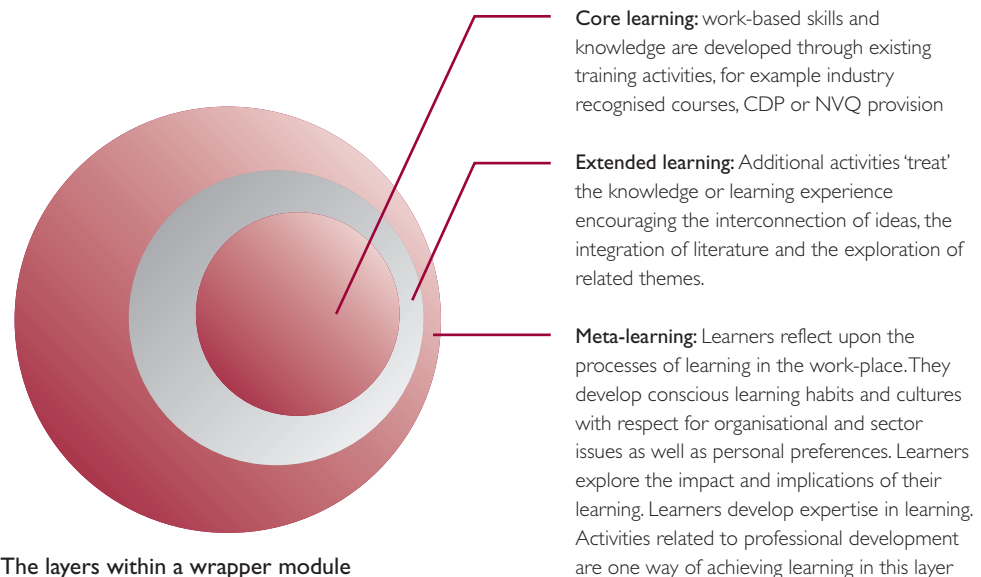 Core learning: work-based skills and
knowledge are developed through existing
training activities, for example industry
recognised courses, CDP or NVQ provision
Extended learning: Additional activities ‘treat’
the knowledge or learning experience
encouraging the interconnection of ideas, the
integration of literature and the exploration of
related themes.
Meta-learning: Learners reflect upon the
processes of learning in the work-place. They
develop conscious learning habits and cultures
with respect for organisational and sector
issues as well as personal preferences. Learners
explore the impact and implications of their
learning. Learners develop expertise in learning.
Activities related to professional development
are one way of achieving learning in this layer
The layers within a wrapper module